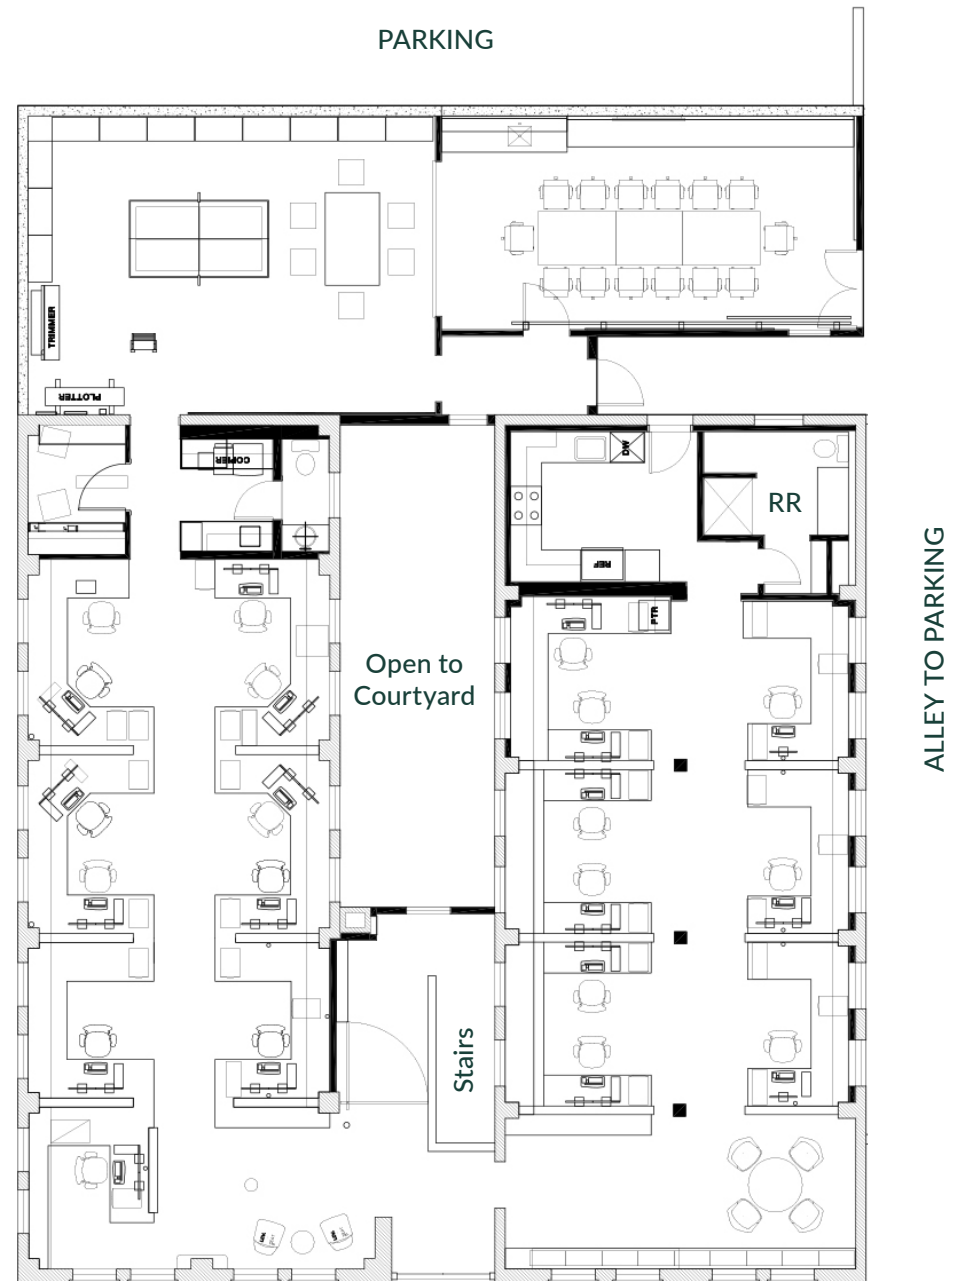 PARKING
TRIMMER
PLOTTER
COPIER
DW
RR
REF
PTR
Open to
Courtyard
ALLEY TO PARKING
Stairs